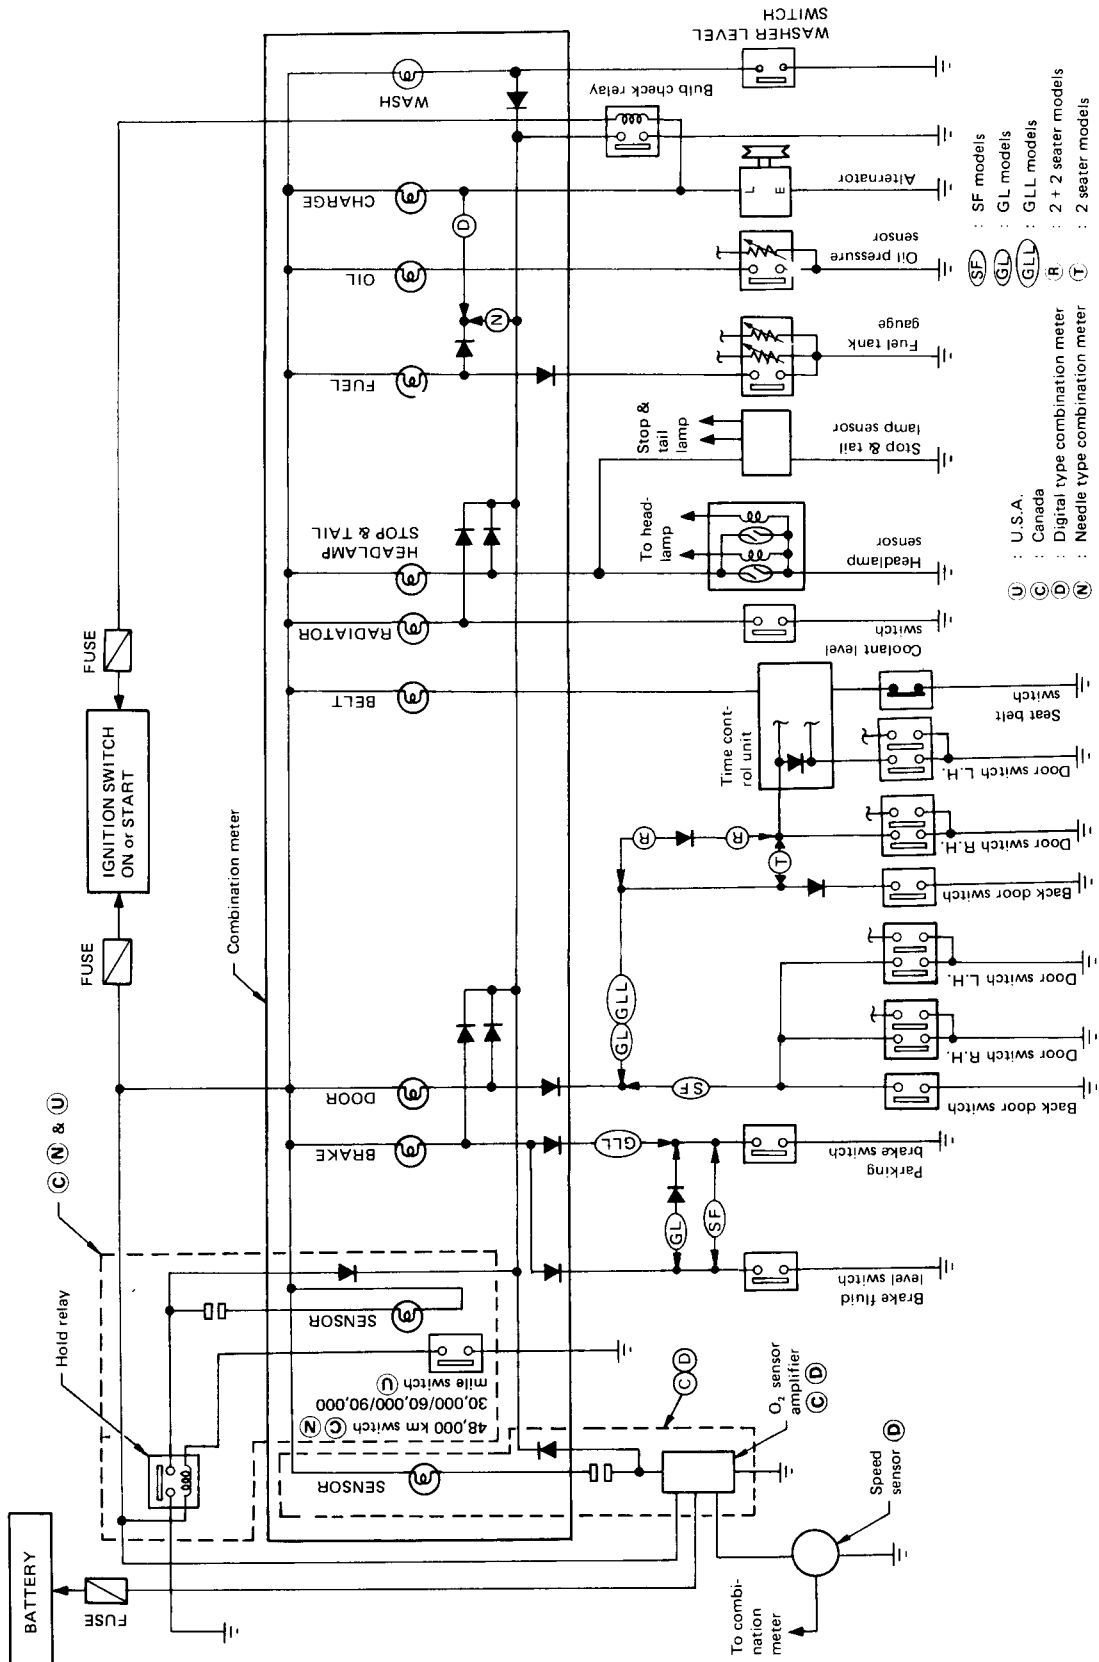 BATTERY
FUSE
IGNITION SWITCH
ON or START
FUSE
FUSE
Hold relay
Ⓒ Ⓝ & Ⓤ
Combination meter
SENSOR
48,000 km switch Ⓒ Ⓝ
30,000/60,000/90,000
mile switch Ⓤ
SENSOR
BRAKE
DOOR
BELT
RADIATOR
HEADLAMP
STOP & TAIL
FUEL
OIL
CHARGE
WASH
D
N
Bulb check relay
WASHER LEVEL
SWITCH
C D
O₂ sensor
amplifier
Ⓒ Ⓓ
Speed
sensor Ⓓ
To combi-
nation
meter
GLL
GL
SF
Brake fluid
level switch
Parking
brake switch
SF
GL
GLL
R
R
T
Back door switch
Door switch R.H.
Door switch L.H.
Back door switch
Door switch R.H.
Door switch L.H.
Time cont-
rol unit
Seat belt
switch
Coolant level
switch
To head-
lamp
Headlamp
sensor
Stop &
tail
lamp
Stop & tail
lamp sensor
Fuel tank
gauge
Oil pressure
sensor
L
E
Alternator
Ⓤ : U.S.A.
Ⓒ : Canada
Ⓓ : Digital type combination meter
Ⓝ : Needle type combination meter
SF : SF models
GL : GL models
GLL : GLL models
Ⓡ : 2 + 2 seater models
Ⓣ : 2 seater models